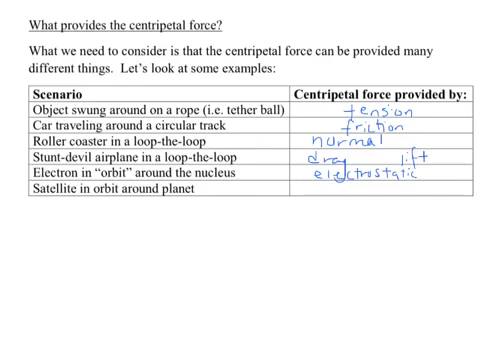 What provides the centripetal force?
What we need to consider is that the centripetal force can be provided many
different things. Let's look at some examples:
Scenario Centripetal force provided by:
Object swung around on a rope (i.e. tether ball) tension
Car traveling around a circular track friction
Roller coaster in a loop-the-loop normal
Stunt-devil airplane in a loop-the-loop drag lift
Electron in "orbit" around the nucleus electrostatic
Satellite in orbit around planet